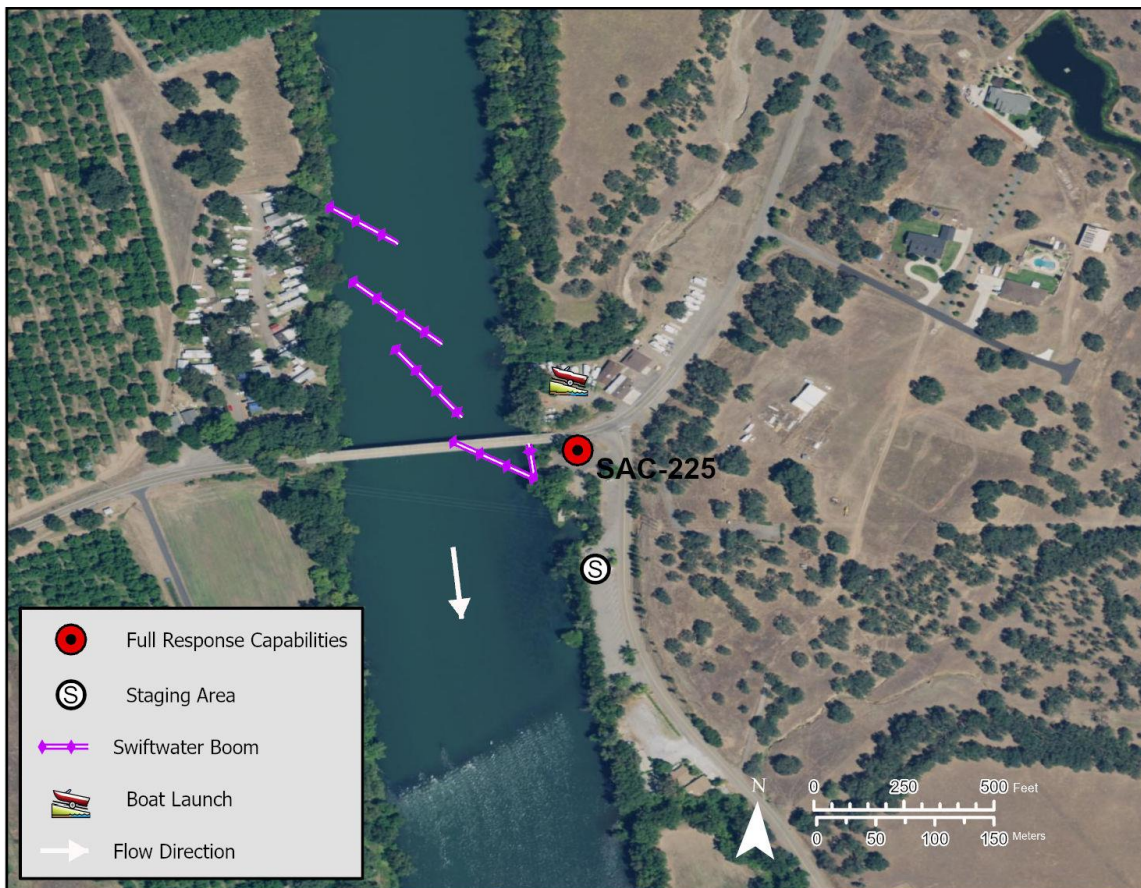 SAC-225
S
Full Response Capabilities
S
Staging Area
Swiftwater Boom
Boat Launch
Flow Direction
N
0 250 500 Feet
0 50 100 150 Meters